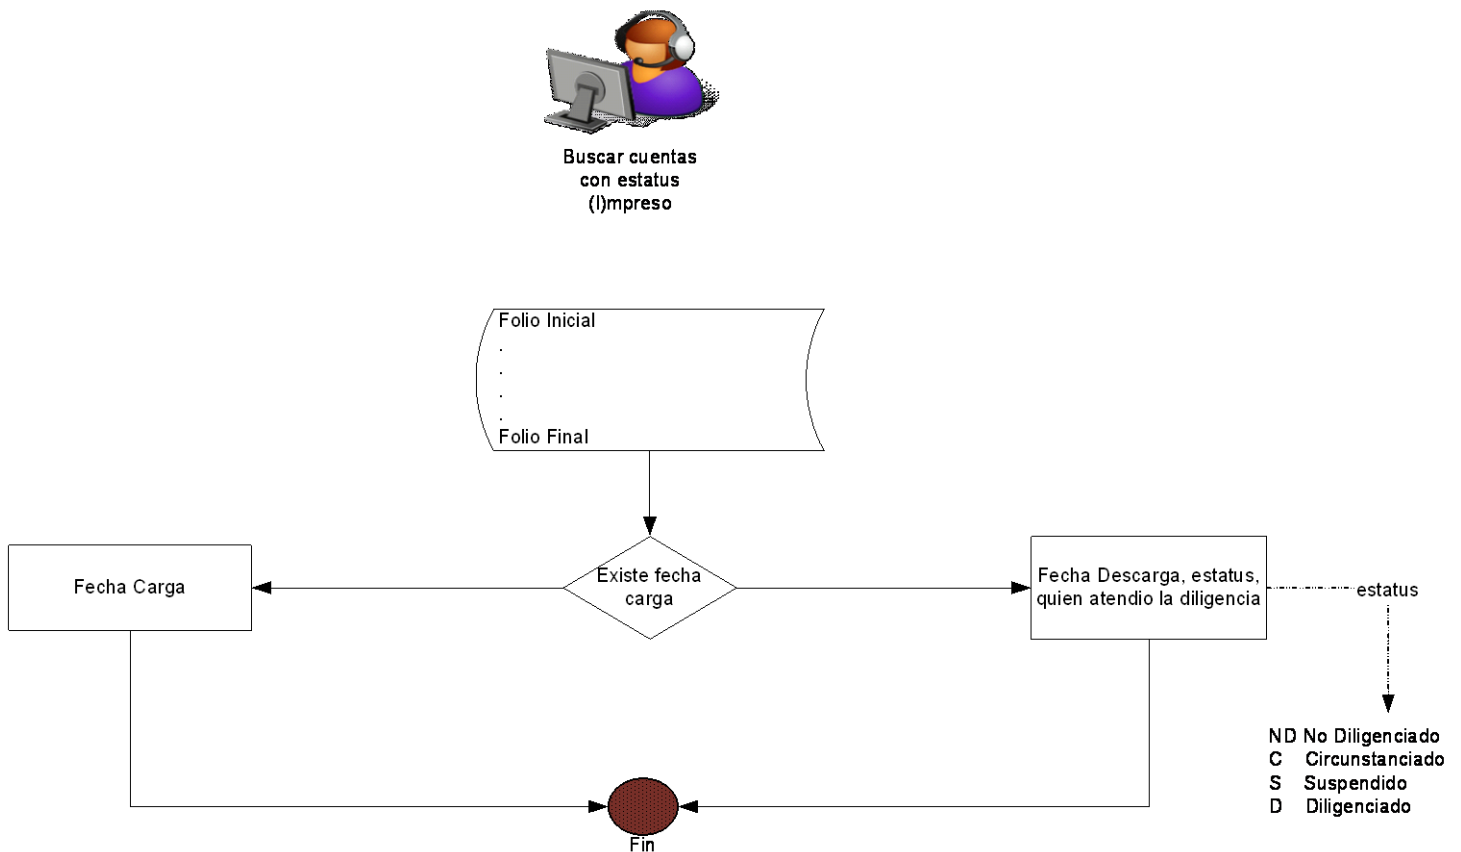 Buscar cuentas
con estatus
(I)mpreso
Folio Inicial
.
.
.
.
Folio Final
Existe fecha
carga
Fecha Carga
Fecha Descarga, estatus,
quien atendio la diligencia
estatus
ND No Diligenciado
C Circunstanciado
S Suspendido
D Diligenciado
Fin